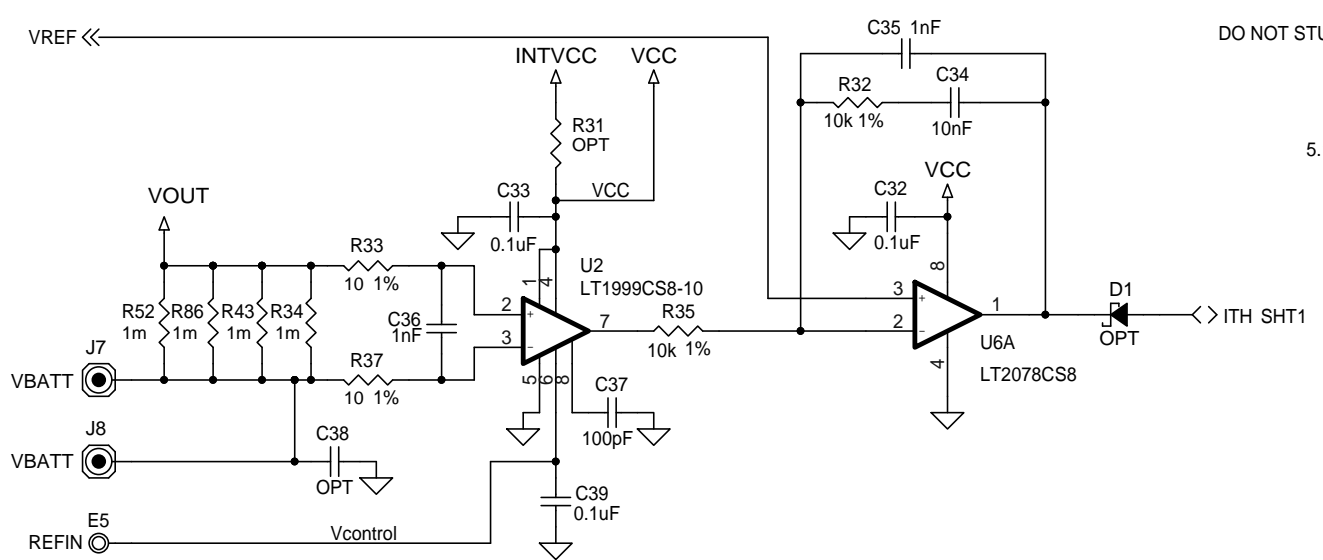 VREF
C35 1nF
DO NOT STU
INTVCC
VCC
R32
10k 1%
C34
10nF
R31
OPT
5.
VOUT
C33
0.1uF
VCC
VCC
C32
0.1uF
R33
10 1%
U2
LT1999CS8-10
1
4
8
R52
1m
R86
1m
R43
1m
R34
1m
C36
1nF
2
+
3
−
7
R35
10k 1%
3
+
2
−
1
D1
OPT
ITH SHT1
J7
VBATT
R37
10 1%
5
6
8
C37
100pF
4
U6A
LT2078CS8
J8
VBATT
C38
OPT
C39
0.1uF
E5
REFIN
Vcontrol